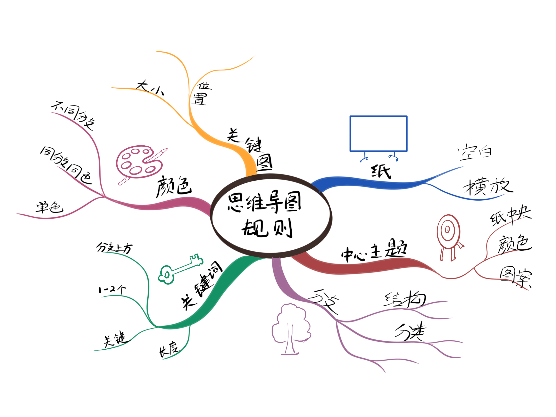 思维导图
规则
纸
空白
横放
中心主题
纸中央
颜色
图案
分支
结构
分类
关键词
分支上方
1-2个
关键
长度
颜色
不同分支
同分支同色
单色
关键图
大小
位置